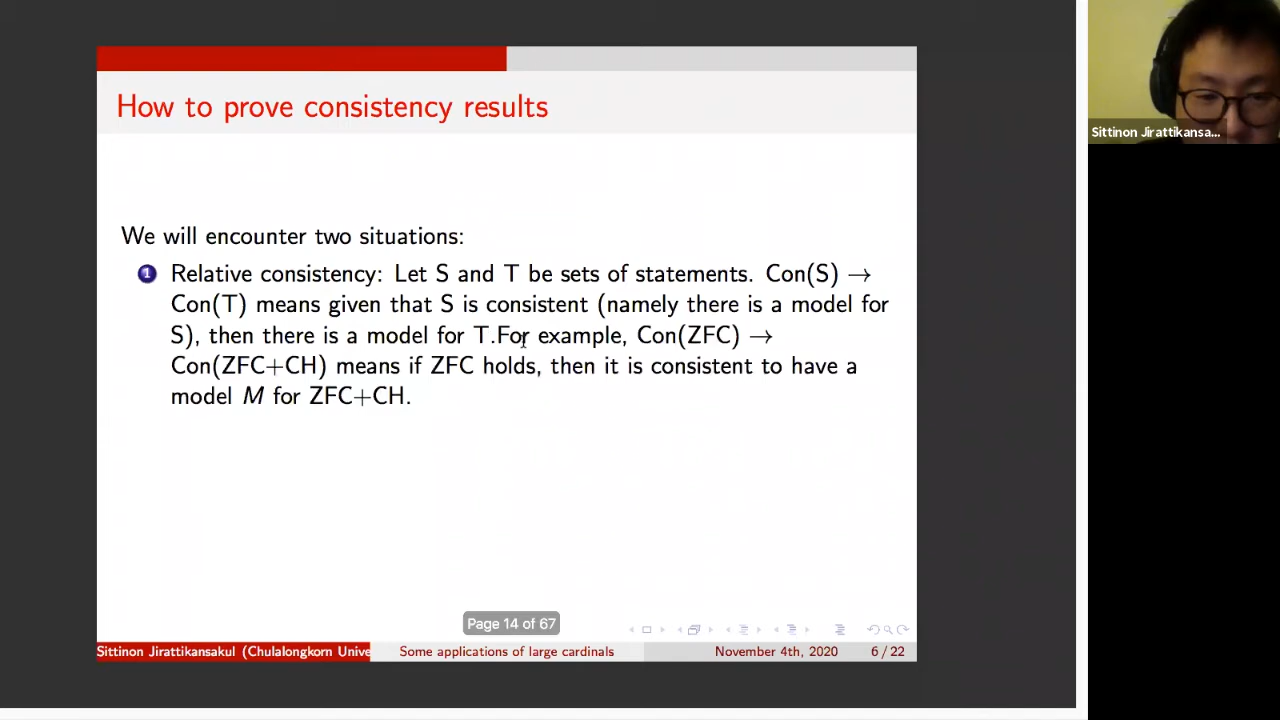 How to prove consistency results
Sittinon Jirattikansa...
We will encounter two situations:
1 Relative consistency: Let S and T be sets of statements. Con(S) →
Con(T) means given that S is consistent (namely there is a model for
S), then there is a model for T.For example, Con(ZFC) →
Con(ZFC+CH) means if ZFC holds, then it is consistent to have a
model M for ZFC+CH.
Page 14 of 67
Sittinon Jirattikansakul (Chulalongkorn Unive Some applications of large cardinals November 4th, 2020 6 / 22